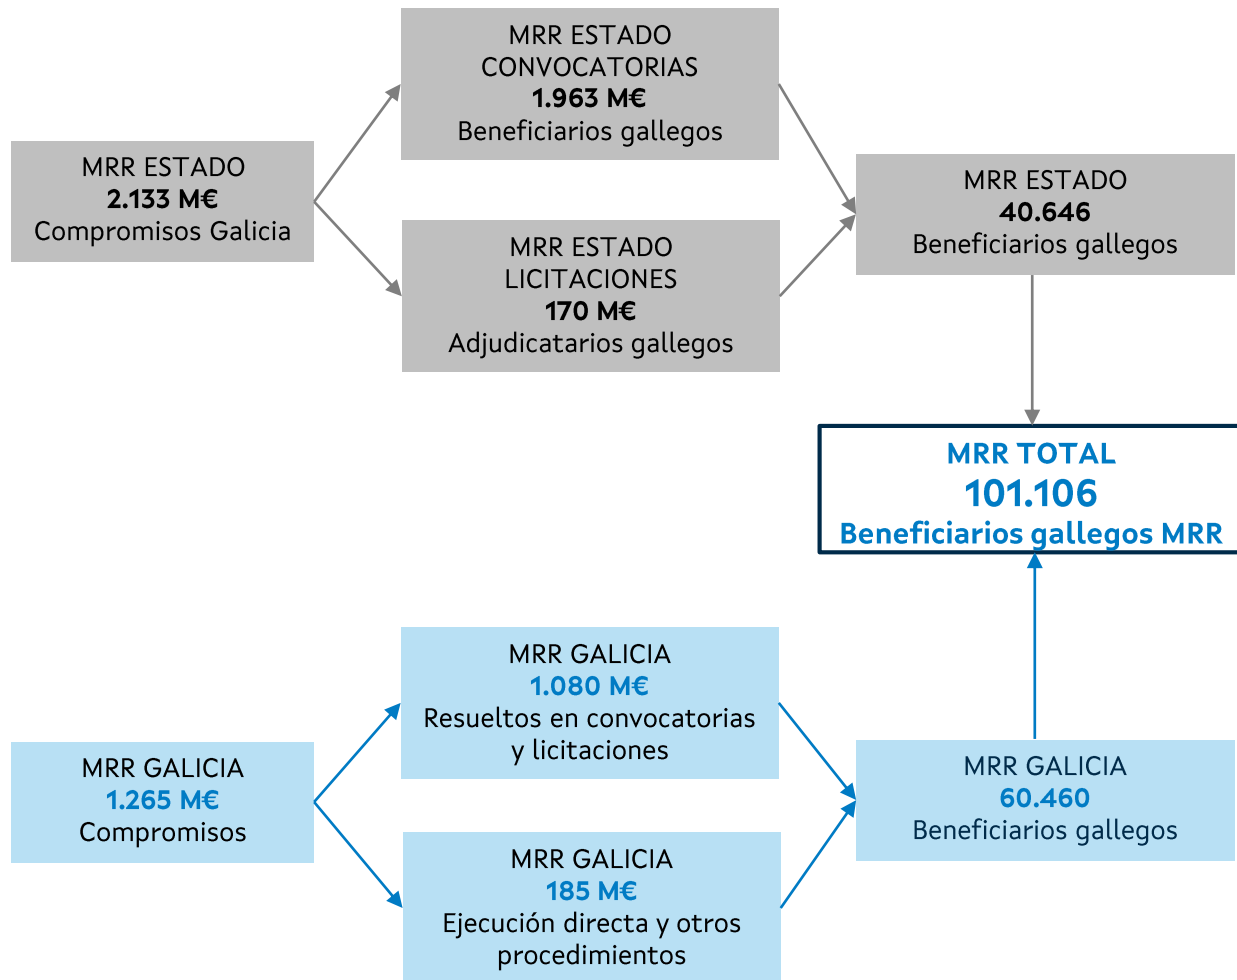 MRR ESTADO
2.133 M€
Compromisos Galicia
MRR ESTADO
CONVOCATORIAS
1.963 M€
Beneficiarios gallegos
MRR ESTADO
LICITACIONES
170 M€
Adjudicatarios gallegos
MRR ESTADO
40.646
Beneficiarios gallegos
MRR TOTAL
101.106
Beneficiarios gallegos MRR
MRR GALICIA
1.265 M€
Compromisos
MRR GALICIA
1.080 M€
Resueltos en convocatorias
y licitaciones
MRR GALICIA
185 M€
Ejecución directa y otros
procedimientos
MRR GALICIA
60.460
Beneficiarios gallegos